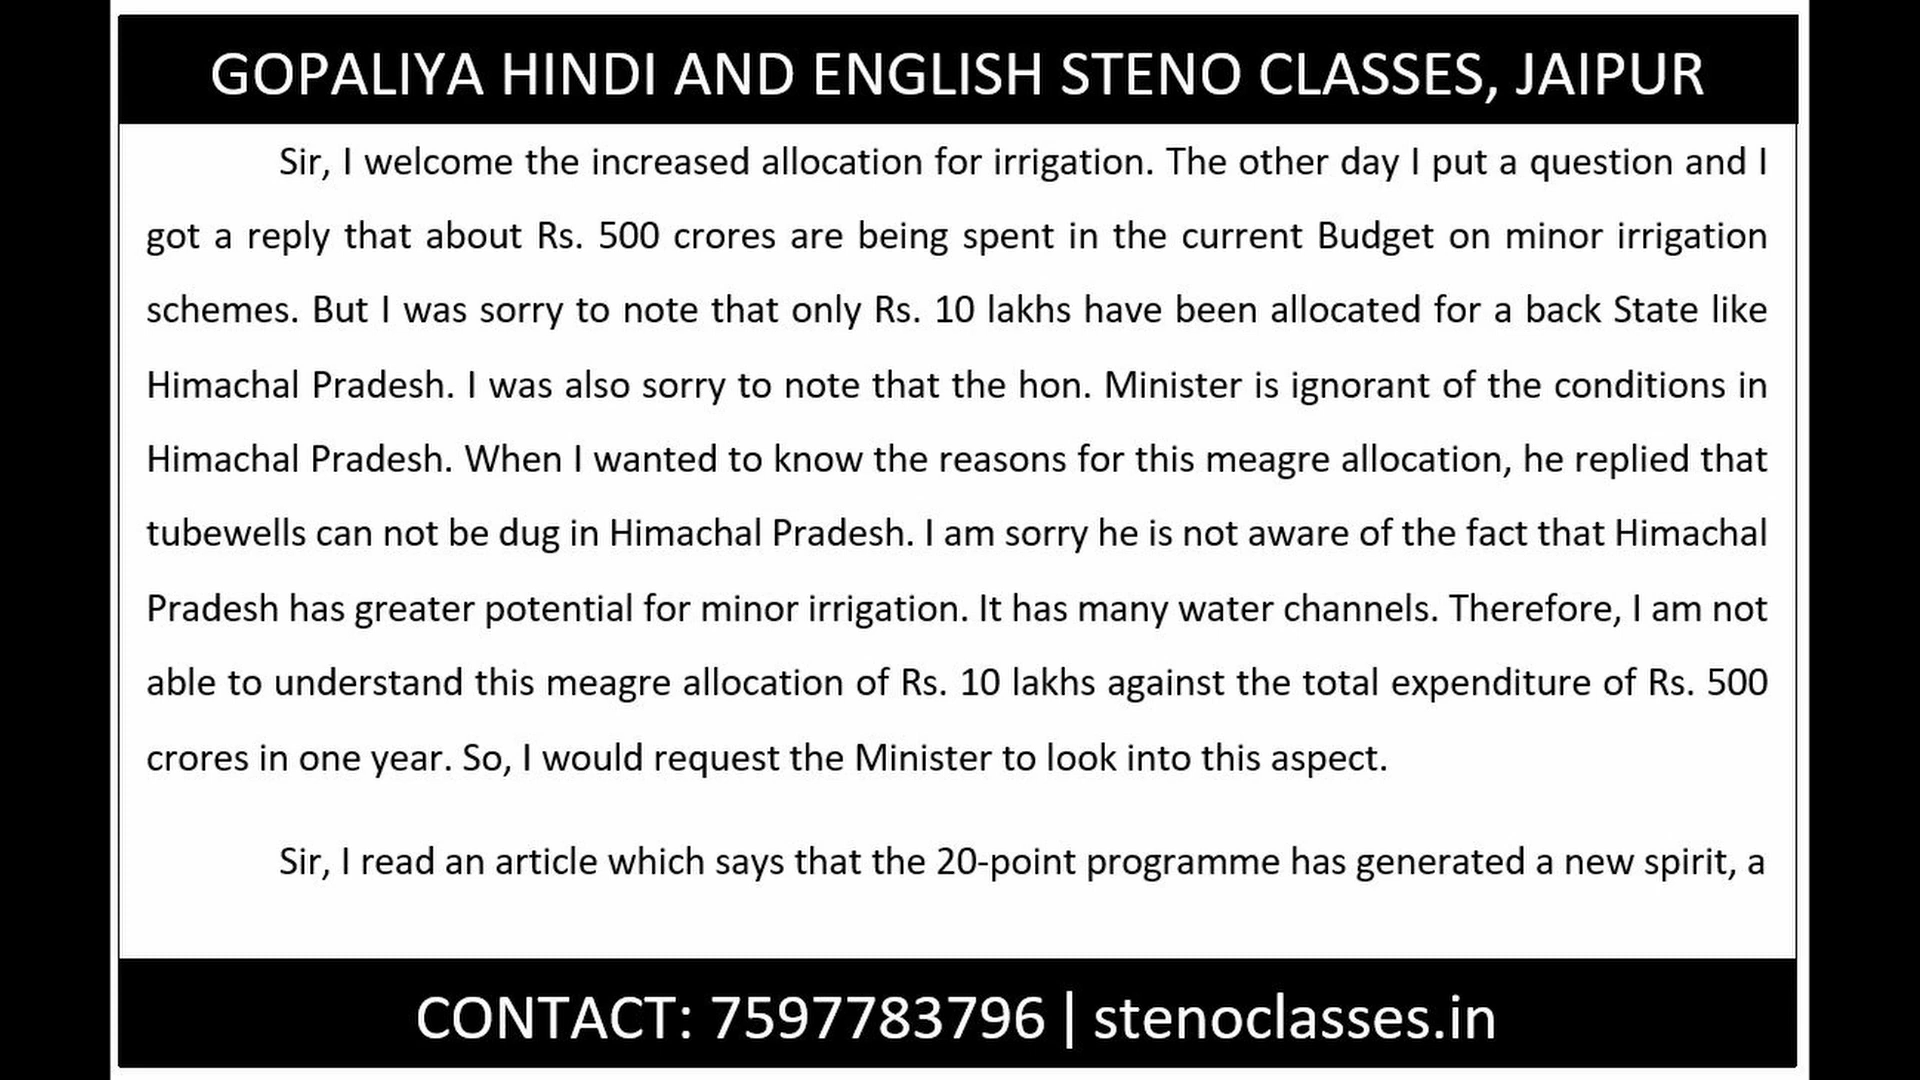 GOPALIYA HINDI AND ENGLISH STENO CLASSES, JAIPUR
Sir, I welcome the increased allocation for irrigation. The other day I put a question and I
got a reply that about Rs. 500 crores are being spent in the current Budget on minor irrigation
schemes. But I was sorry to note that only Rs. 10 lakhs have been allocated for a back State like
Himachal Pradesh. I was also sorry to note that the hon. Minister is ignorant of the conditions in
Himachal Pradesh. When I wanted to know the reasons for this meagre allocation, he replied that
tubewells can not be dug in Himachal Pradesh. I am sorry he is not aware of the fact that Himachal
Pradesh has greater potential for minor irrigation. It has many water channels. Therefore, I am not
able to understand this meagre allocation of Rs. 10 lakhs against the total expenditure of Rs. 500
crores in one year. So, I would request the Minister to look into this aspect.
Sir, I read an article which says that the 20-point programme has generated a new spirit, a
CONTACT: 7597783796 | stenoclasses.in